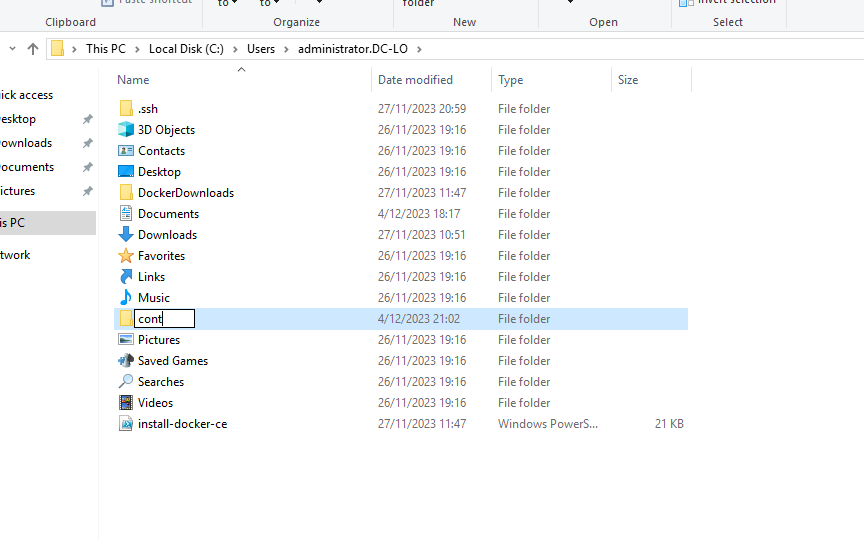 Paste shortcut
to to folder Invert selection
Clipboard Organize New Open Select
This PC Local Disk (C:) Users administrator.DC-LO
Name Date modified Type Size
ick access
esktop
ownloads
ocuments
ictures
is PC
twork
.ssh 27/11/2023 20:59 File folder
3D Objects 26/11/2023 19:16 File folder
Contacts 26/11/2023 19:16 File folder
Desktop 26/11/2023 19:16 File folder
DockerDownloads 27/11/2023 11:47 File folder
Documents 4/12/2023 18:17 File folder
Downloads 27/11/2023 10:51 File folder
Favorites 26/11/2023 19:16 File folder
Links 26/11/2023 19:16 File folder
Music 26/11/2023 19:16 File folder
cont 4/12/2023 21:02 File folder
Pictures 26/11/2023 19:16 File folder
Saved Games 26/11/2023 19:16 File folder
Searches 26/11/2023 19:16 File folder
Videos 26/11/2023 19:16 File folder
install-docker-ce 27/11/2023 11:47 Windows PowerS... 21 KB